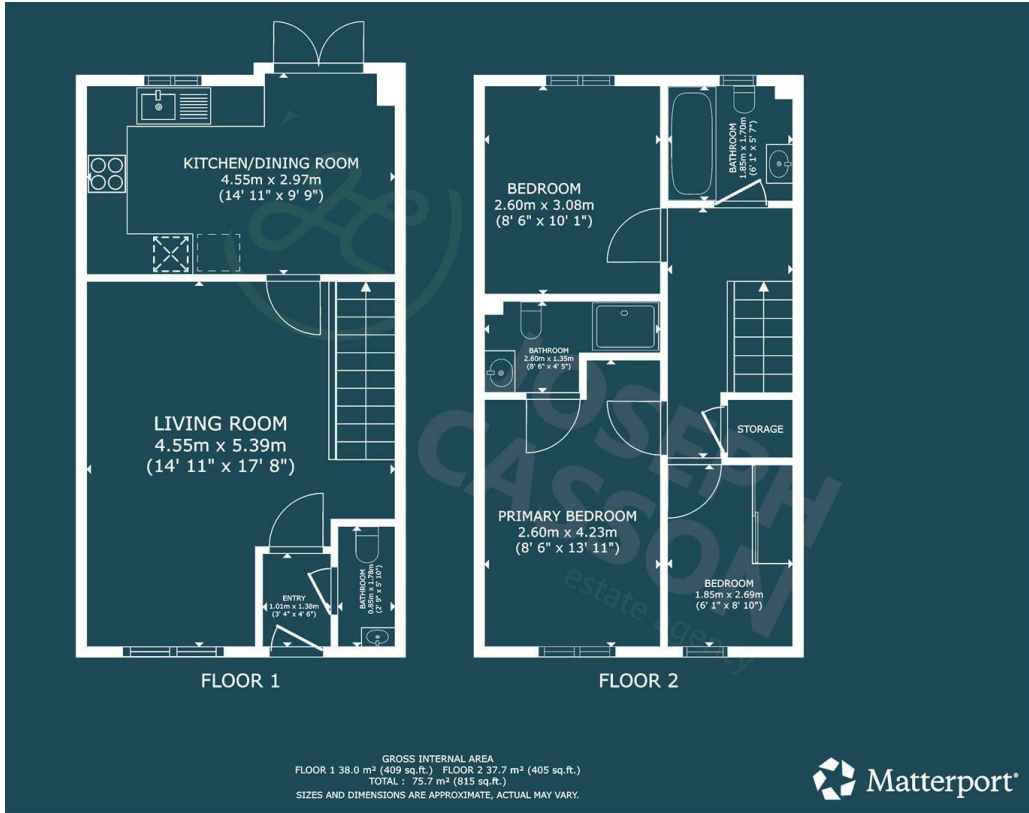 KITCHEN/DINING ROOM
4.55m x 2.97m
(14' 11" x 9' 9")
LIVING ROOM
4.55m x 5.39m
(14' 11" x 17' 8")
ENTRY
1.01m x 1.38m
(3' 4" x 4' 6")
BATHROOM
0.85m x 1.78m
(2' 9" x 5' 10")
FLOOR 1
BEDROOM
2.60m x 3.08m
(8' 6" x 10' 1")
BATHROOM
1.85m x 1.70m
(6' 1" x 5' 7")
BATHROOM
2.60m x 1.35m
(8' 6" x 4' 5")
STORAGE
PRIMARY BEDROOM
2.60m x 4.23m
(8' 6" x 13' 11")
BEDROOM
1.85m x 2.69m
(6' 1" x 8' 10")
FLOOR 2
JOSEPH
CASSON
estate agency
GROSS INTERNAL AREA
FLOOR 1 38.0 m² (409 sq.ft.) FLOOR 2 37.7 m² (405 sq.ft.)
TOTAL : 75.7 m² (815 sq.ft.)
SIZES AND DIMENSIONS ARE APPROXIMATE, ACTUAL MAY VARY.
Matterport®